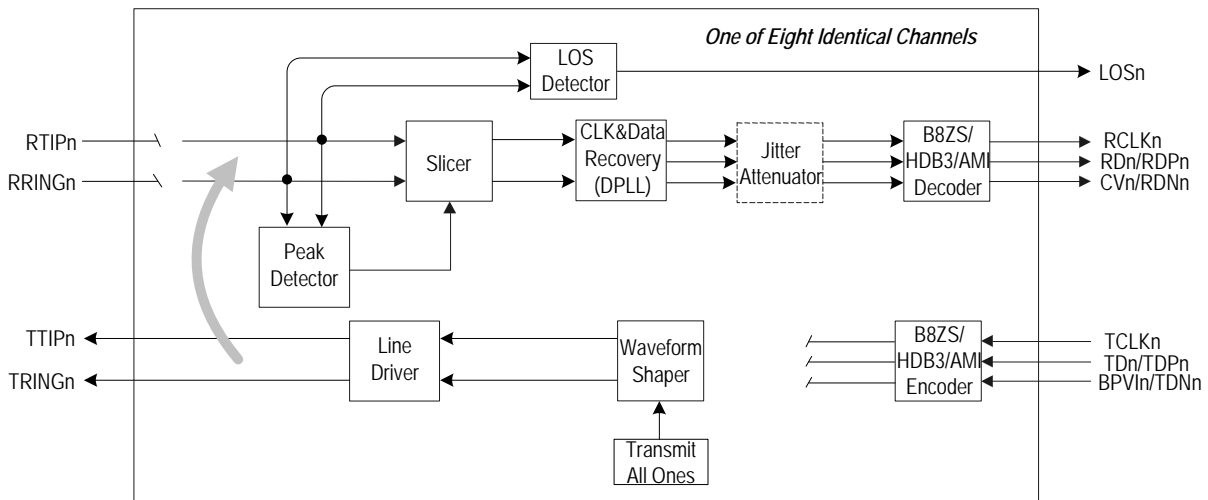 One of Eight Identical Channels
LOS
Detector
LOSn
RTIPn
RRINGn
Slicer
CLK&Data
Recovery
(DPLL)
Jitter
Attenuator
B8ZS/
HDB3/AMI
Decoder
RCLKn
RDn/RDPn
CVn/RDNn
Peak
Detector
TTIPn
TRINGn
Line
Driver
Waveform
Shaper
B8ZS/
HDB3/AMI
Encoder
TCLKn
TDn/TDPn
BPVIn/TDNn
Transmit
All Ones